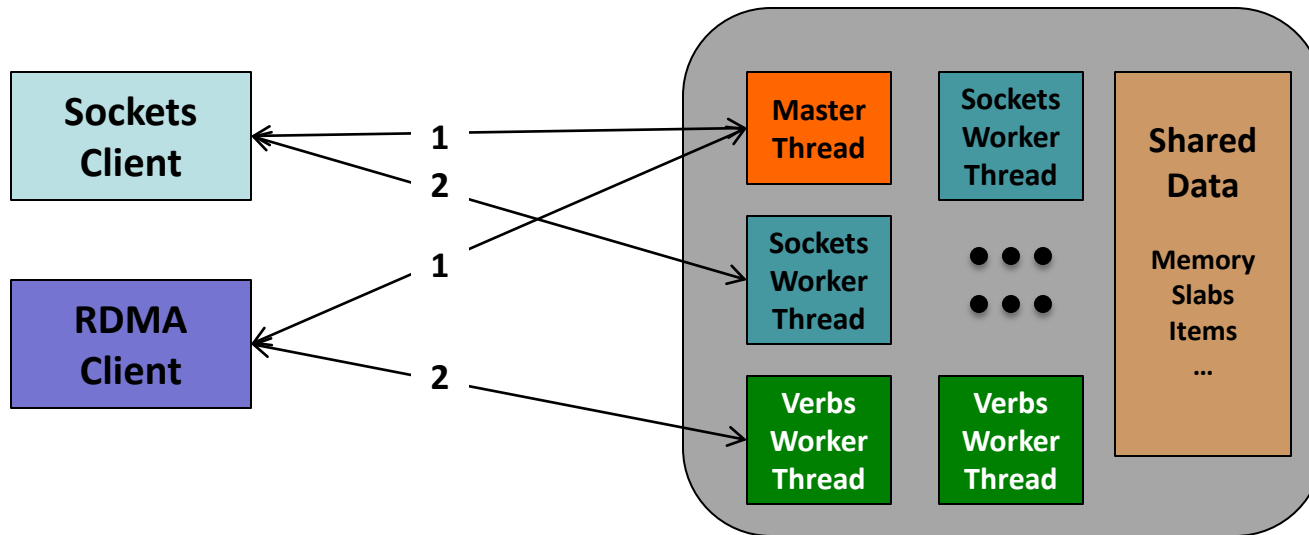 Sockets
Client
RDMA
Client
1
2
1
2
Master
Thread
Sockets
Worker
Thread
Sockets
Worker
Thread
Verbs
Worker
Thread
Verbs
Worker
Thread
Shared
Data
Memory
Slabs
Items
...